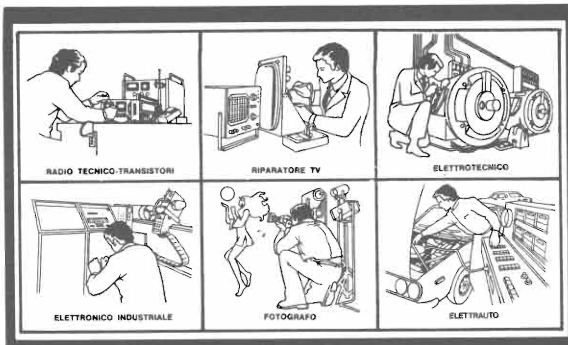 RADIO TECNICO-TRANSISTORI
RIPARATORE TV
ELETTROTECNICO
ELETTRONICO INDUSTRIALE
FOTOGRAFO
ELETTRAUTO